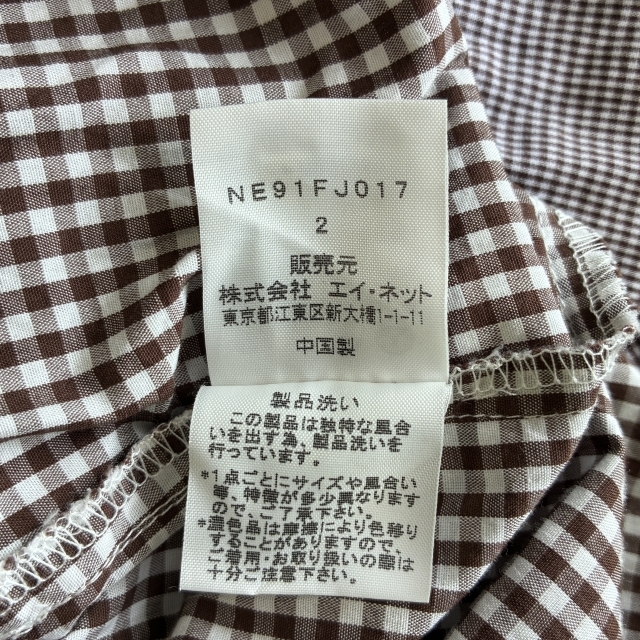 NE91FJ017
2
販売元
株式会社 エイ・ネット
東京都江東区新大橋1-1-11
中国製
製品洗い
この製品は独特な風合
いを出す為、製品洗いを
行っています。
*1点ごとにサイズや風合い
等、特徴が多少異なります
ので、ご了承下さい。
*濃色品は摩擦により色移り
することがありますので、
ご着用・お取り扱いの際は
十分ご注意下さい。